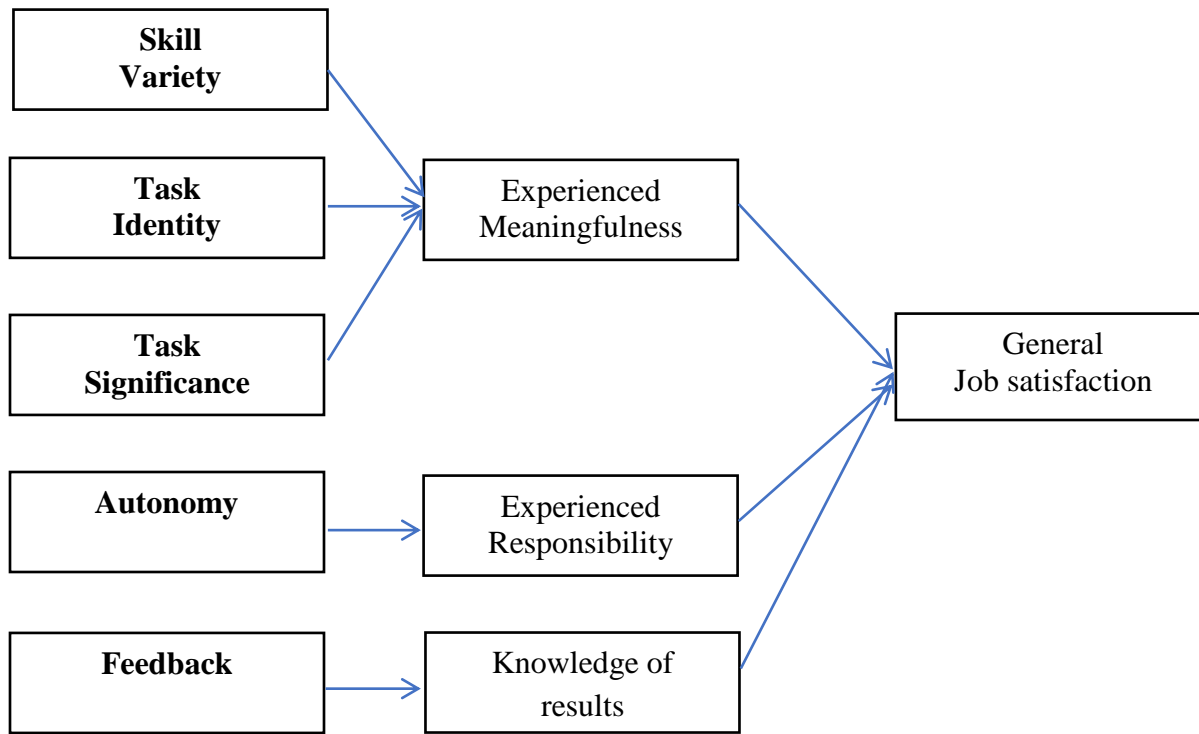 Skill
Variety
Task
Identity
Experienced
Meaningfulness
Task
Significance
General
Job satisfaction
Autonomy
Experienced
Responsibility
Feedback
Knowledge of
results